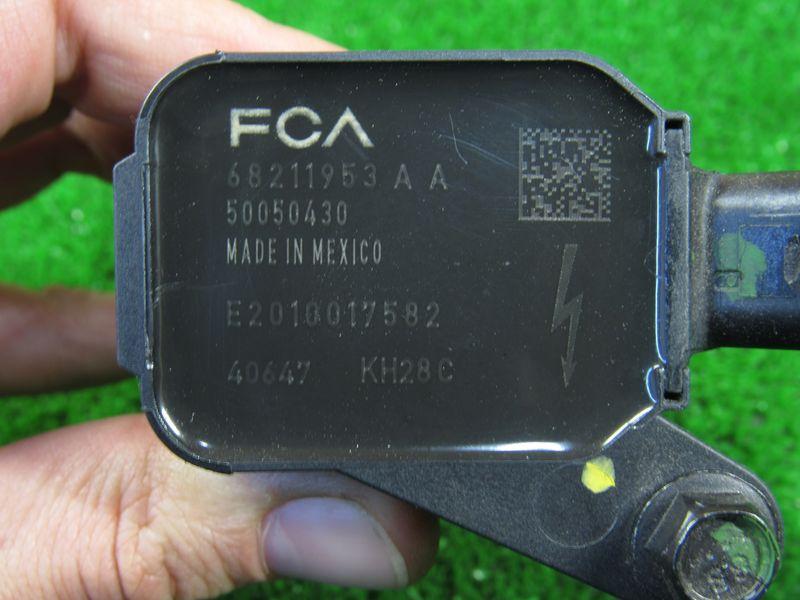 FCA
68211953 A A
50050430
MADE IN MEXICO
E2010017582
40647 KH28C